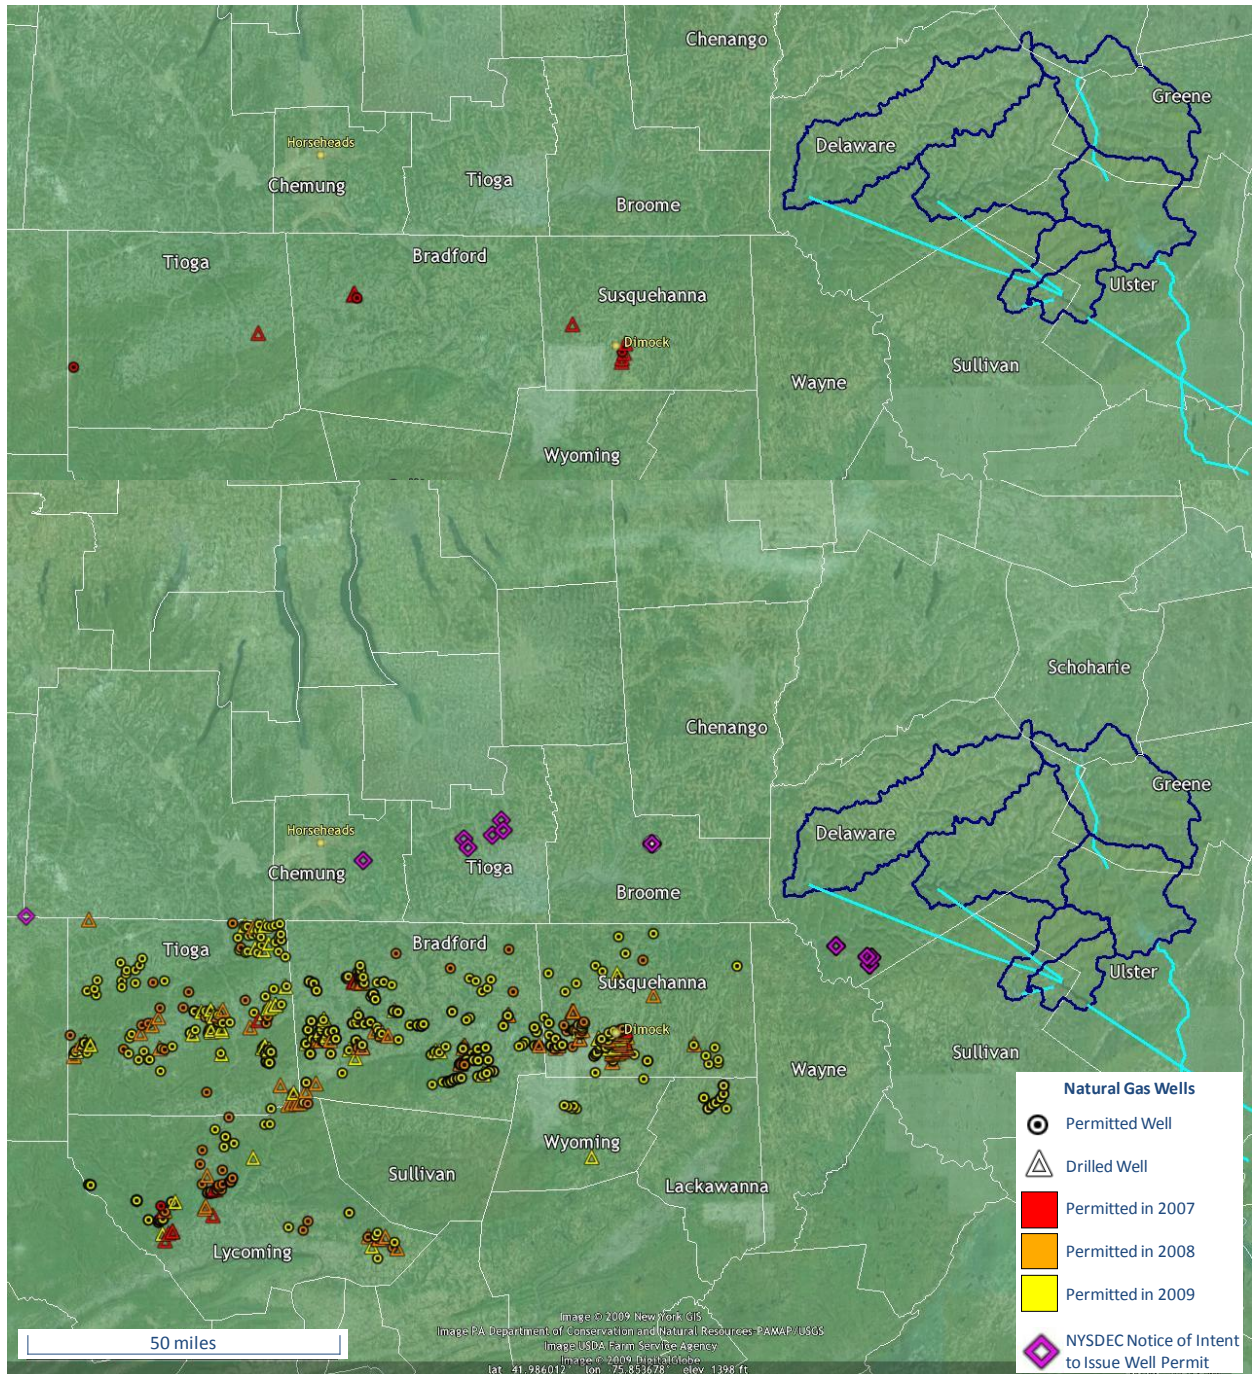 Chenango
Greene
Delaware
Horseheads
Chemung
Tioga
Broome
Tioga
Bradford
Susquehanna
Ulster
Dimock
Sullivan
Wayne
Wyoming
Schoharie
Chenango
Greene
Delaware
Horseheads
Chemung
Tioga
Broome
Tioga
Bradford
Susquehanna
Ulster
Dimock
Sullivan
Wayne
Wyoming
Sullivan
Lackawanna
Lycoming
Natural Gas Wells
Permitted Well
Drilled Well
Permitted in 2007
Permitted in 2008
Permitted in 2009
NYSDEC Notice of Intent
to Issue Well Permit
50 miles
Image © 2009 New York GIS
Image PA Department of Conservation and Natural Resources-PAMAP/USGS
Image USDA Farm Service Agency
Image © 2009 DigitalGlobe
lat 41.986012° lon 75.853678° elev 1398 ft